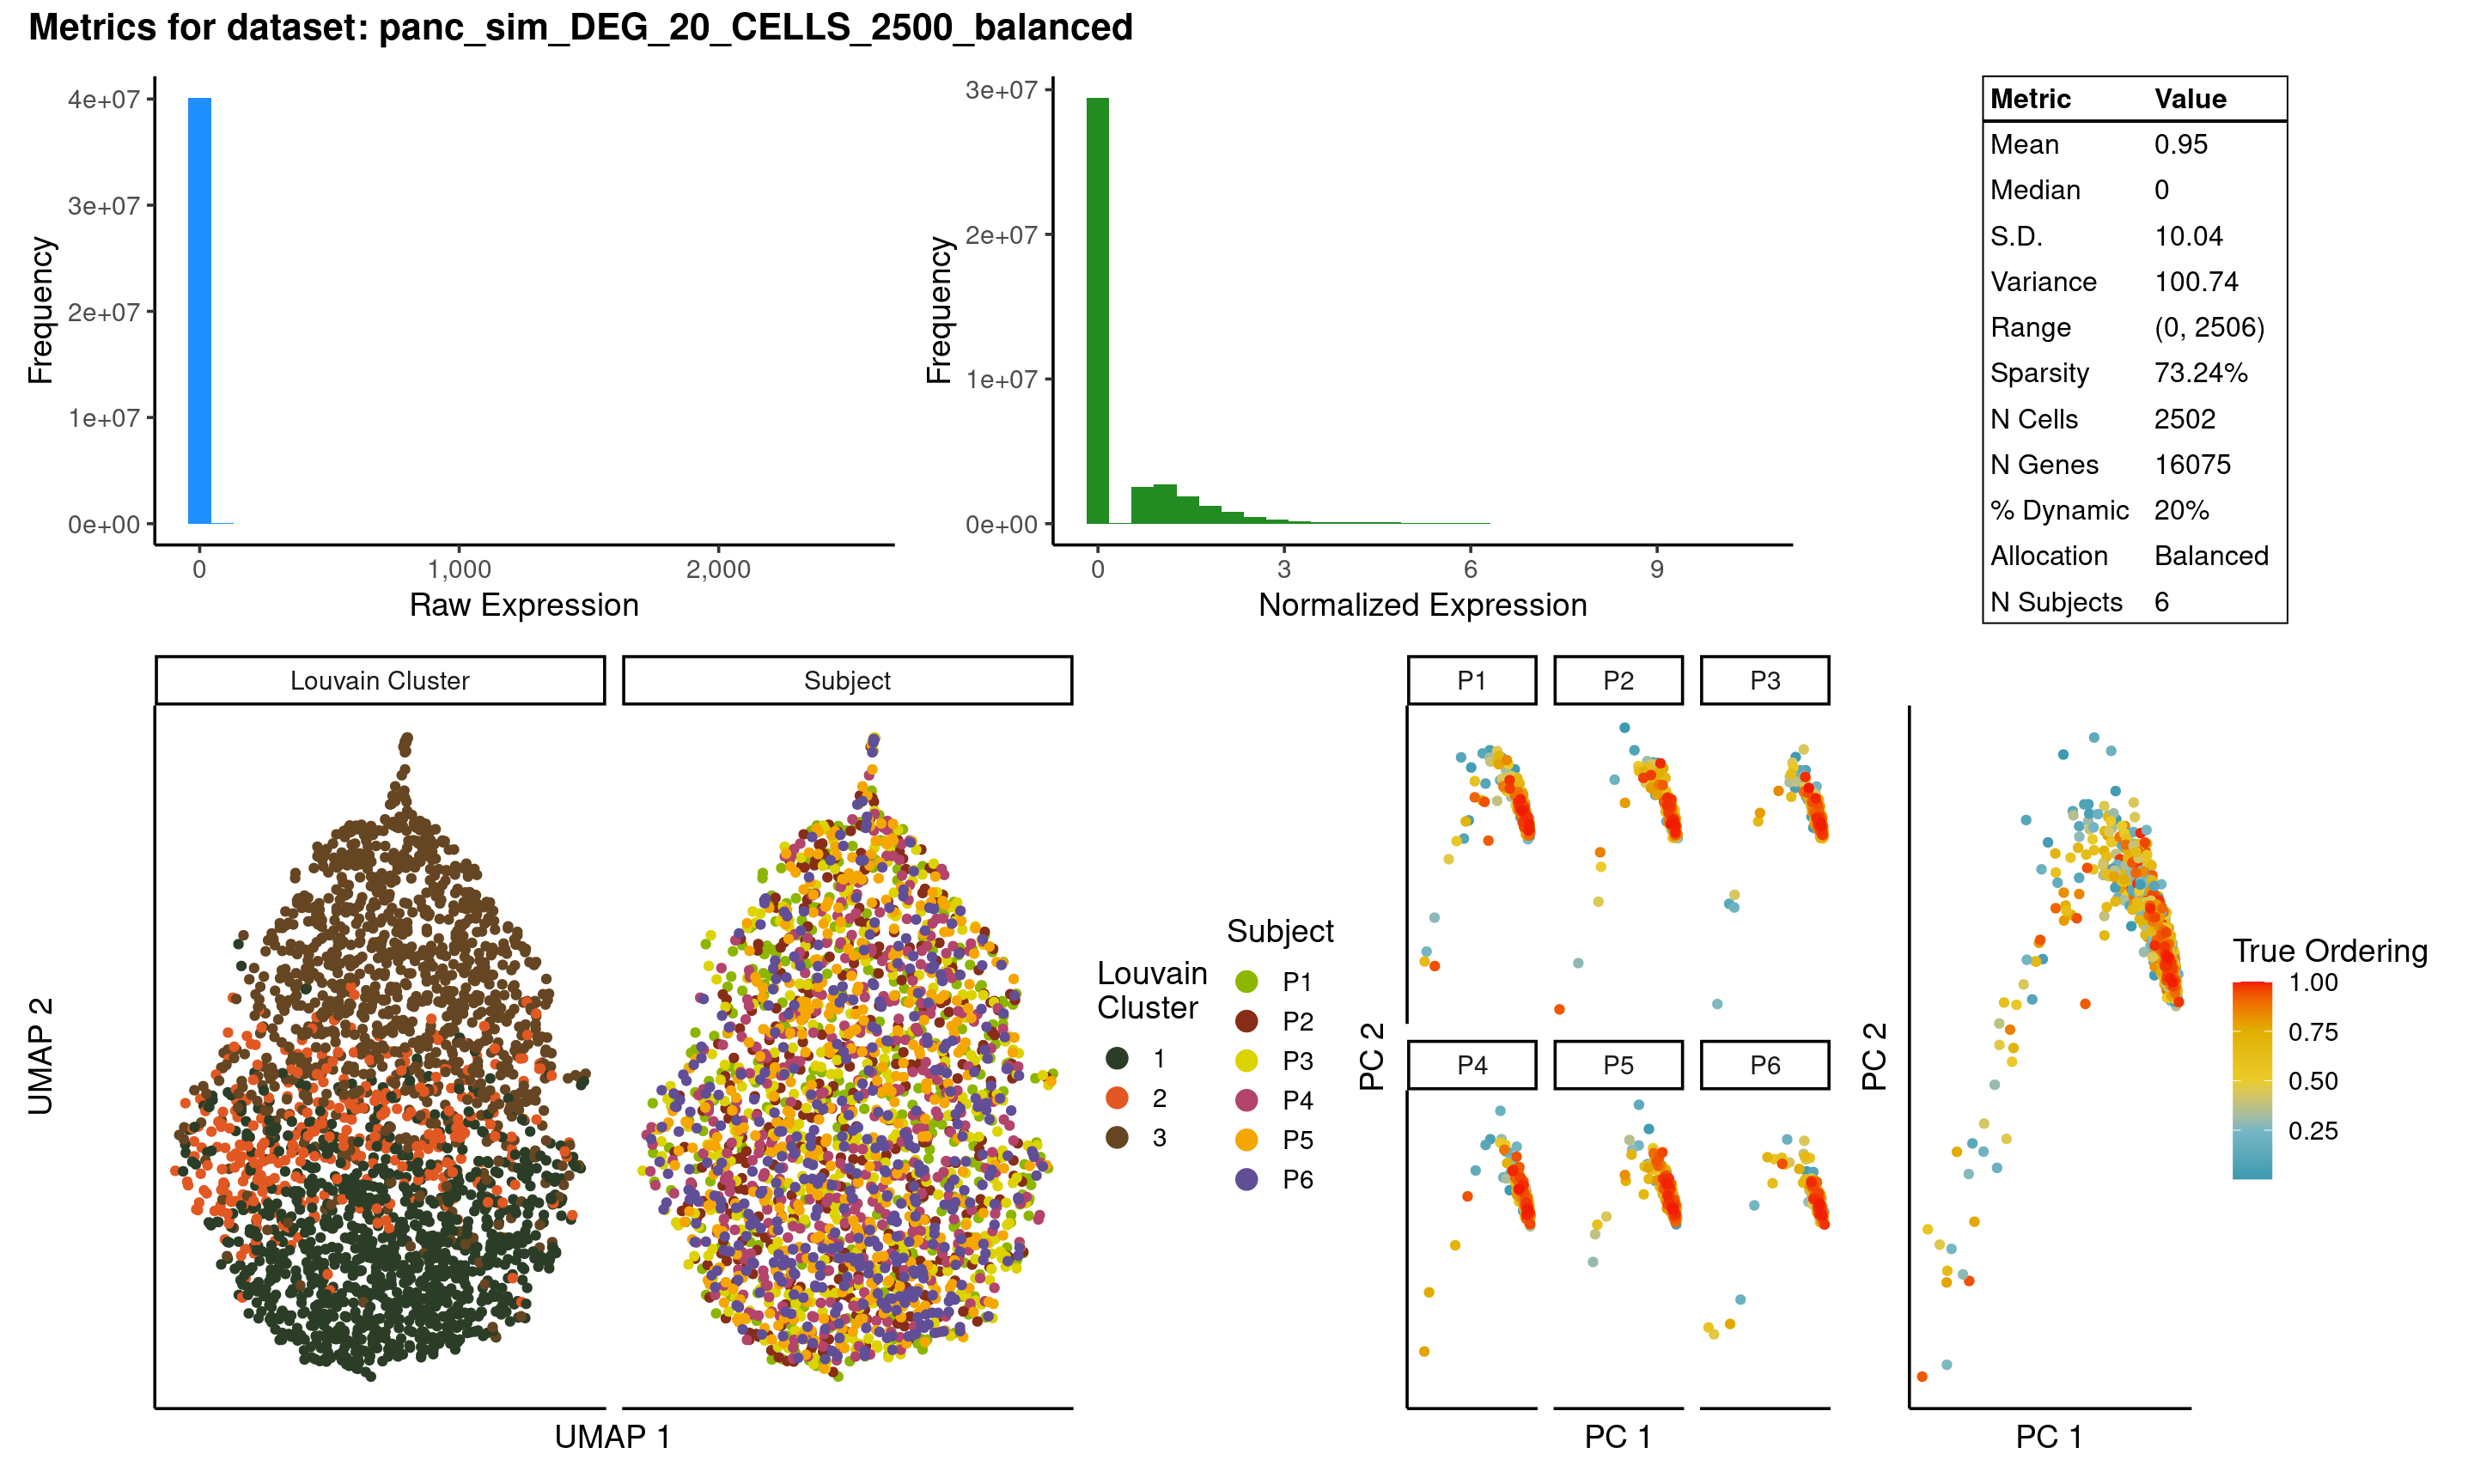 Metrics for dataset: panc_sim_DEG_20_CELLS_2500_balanced
Frequency
4e+07
3e+07
2e+07
1e+07
0e+00
0
1,000
2,000
Raw Expression
Frequency
3e+07
2e+07
1e+07
0e+00
0
3
6
9
Normalized Expression
Metric Value
Mean 0.95
Median 0
S.D. 10.04
Variance 100.74
Range (0, 2506)
Sparsity 73.24%
N Cells 2502
N Genes 16075
% Dynamic 20%
Allocation Balanced
N Subjects 6
Louvain Cluster
Subject
UMAP 2
UMAP 1
Louvain
Cluster
1
2
3
Subject
P1
P2
P3
P4
P5
P6
P1
P2
P3
P4
P5
P6
PC 2
PC 1
PC 2
PC 1
True Ordering
1.00
0.75
0.50
0.25